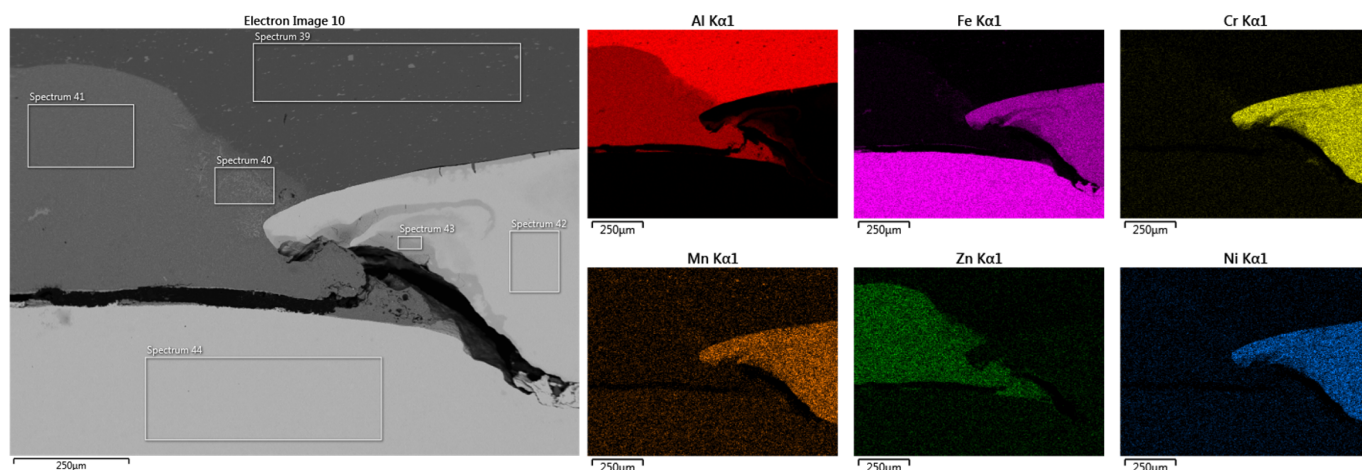 Electron Image 10
Spectrum 39
Spectrum 41
Spectrum 40
Spectrum 42
Spectrum 43
Spectrum 44
250µm
Al Kα1
Fe Kα1
Cr Kα1
250µm
250µm
250µm
Mn Kα1
Zn Kα1
Ni Kα1
250µm
250µm
250µm